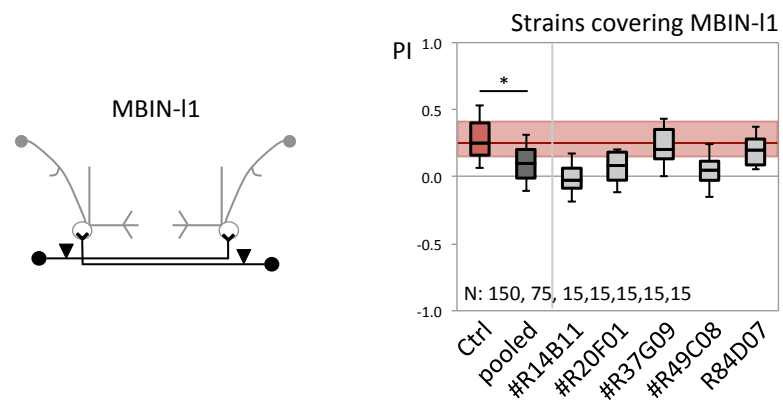 Strains covering MBIN-l1
PI
1.0
0.5
0.0
-0.5
-1.0
*
MBIN-l1
N: 150, 75, 15,15,15,15,15
Ctrl
pooled
#R14B11
#R20F01
#R37G09
#R49C08
R84D07